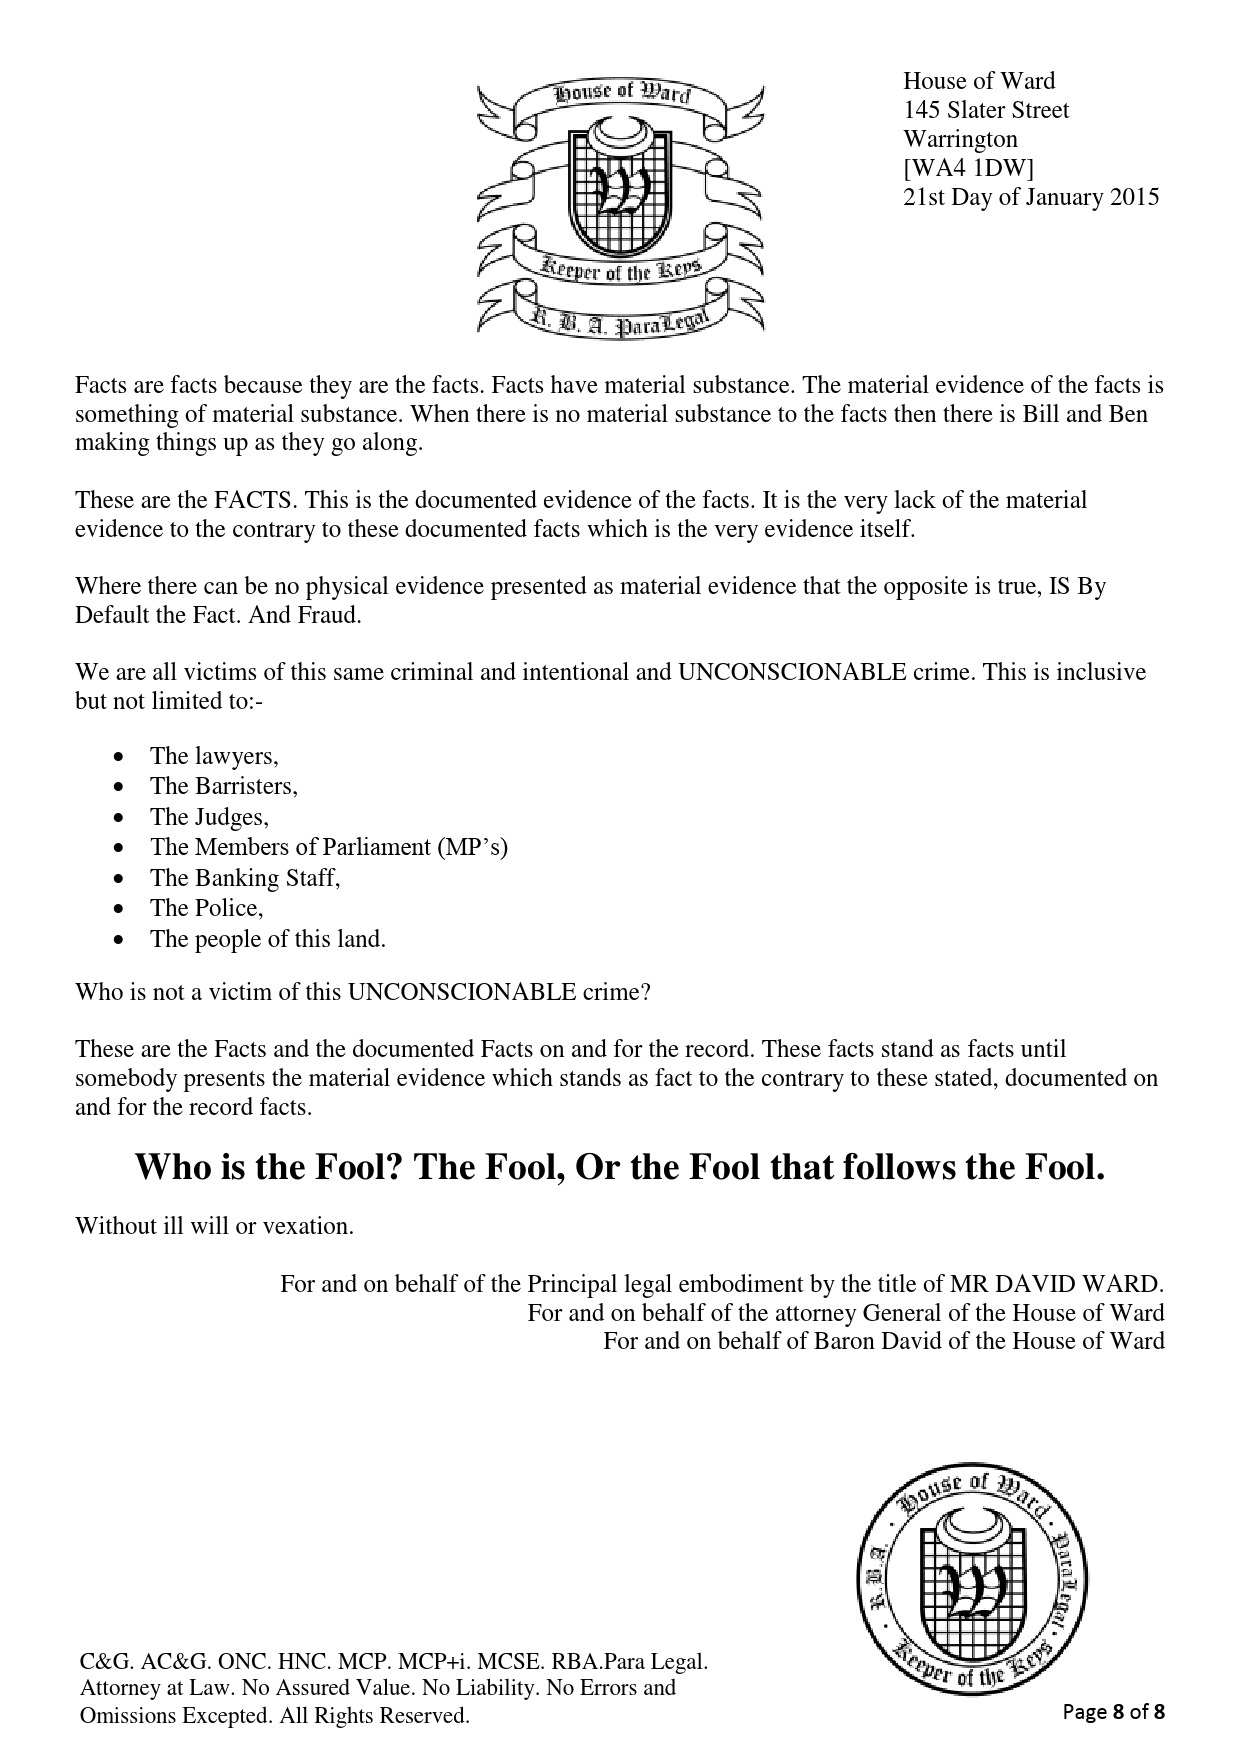 House of Ward
145 Slater Street
Warrington
[WA4 1DW]
21st Day of January 2015
House of Ward
W
Keeper of the Keys
R. B. A. ParaLegal
Facts are facts because they are the facts. Facts have material substance. The material evidence of the facts is
something of material substance. When there is no material substance to the facts then there is Bill and Ben
making things up as they go along.
These are the FACTS. This is the documented evidence of the facts. It is the very lack of the material
evidence to the contrary to these documented facts which is the very evidence itself.
Where there can be no physical evidence presented as material evidence that the opposite is true, IS By
Default the Fact. And Fraud.
We are all victims of this same criminal and intentional and UNCONSCIONABLE crime. This is inclusive
but not limited to:-
• The lawyers,
• The Barristers,
• The Judges,
• The Members of Parliament (MP’s)
• The Banking Staff,
• The Police,
• The people of this land.
Who is not a victim of this UNCONSCIONABLE crime?
These are the Facts and the documented Facts on and for the record. These facts stand as facts until
somebody presents the material evidence which stands as fact to the contrary to these stated, documented on
and for the record facts.
Who is the Fool? The Fool, Or the Fool that follows the Fool.
Without ill will or vexation.
For and on behalf of the Principal legal embodiment by the title of MR DAVID WARD.
For and on behalf of the attorney General of the House of Ward
For and on behalf of Baron David of the House of Ward
· House of Ward · ParaLegal · Keeper of the Keys · R.B.A.
W
C&G. AC&G. ONC. HNC. MCP. MCP+i. MCSE. RBA.Para Legal.
Attorney at Law. No Assured Value. No Liability. No Errors and
Omissions Excepted. All Rights Reserved.
Page 8 of 8